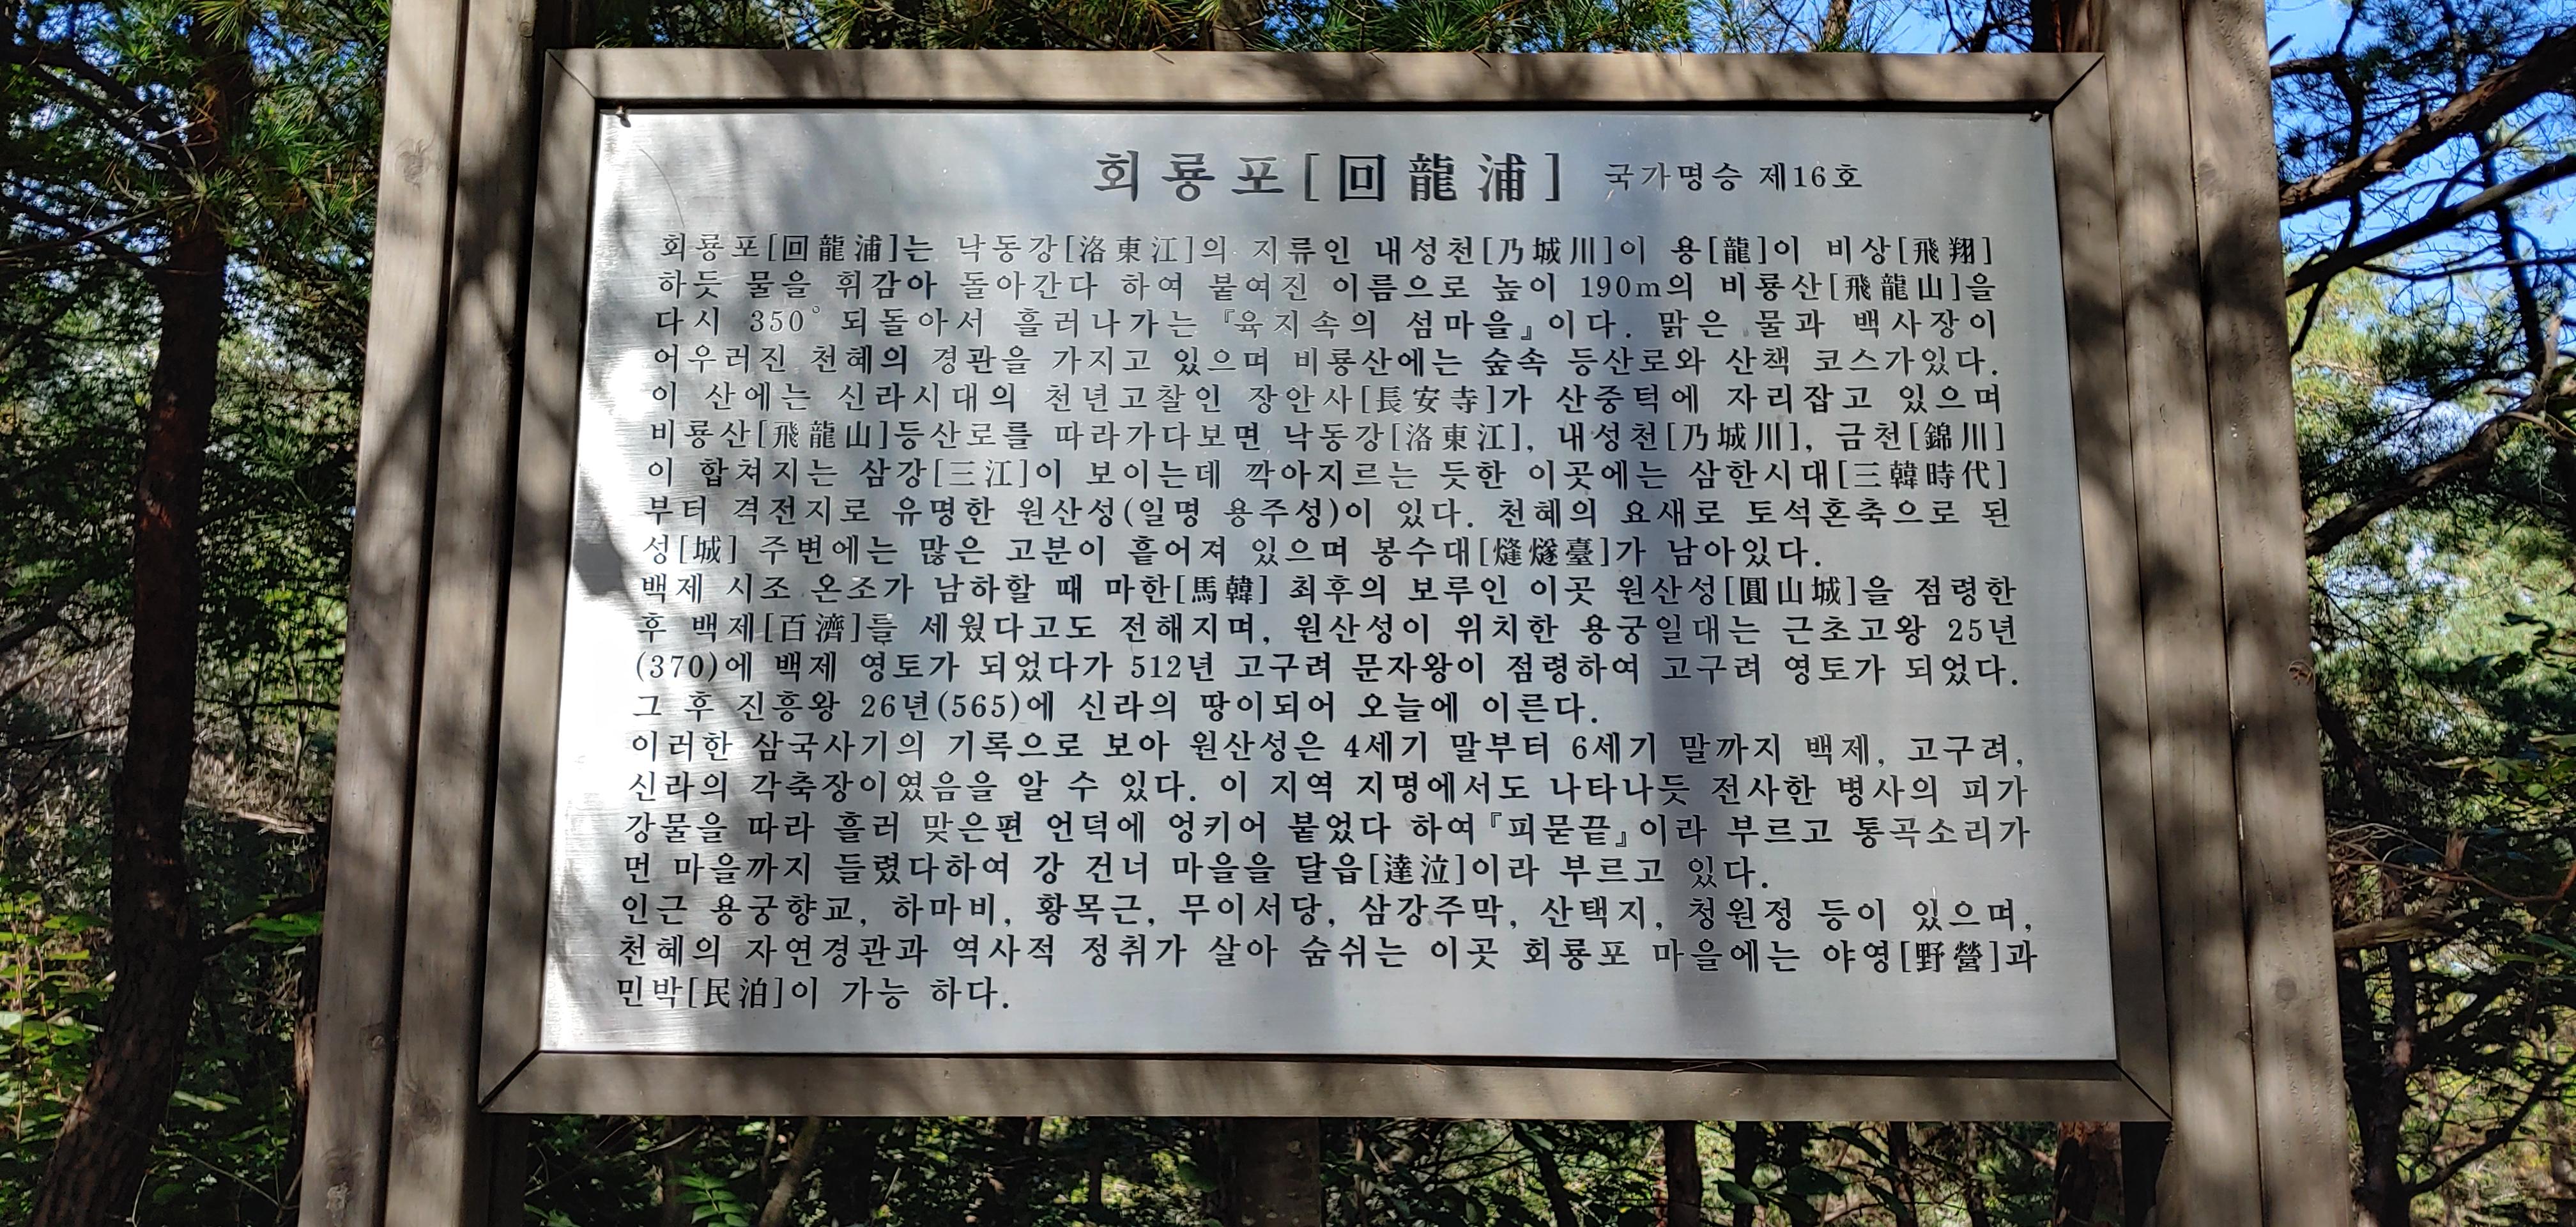 회룡포[回龍浦] 국가명승 제16호
회룡포[回龍浦]는 낙동강[洛東江]의 지류인 내성천[乃城川]이 용[龍]이 비상[飛翔]
하듯 물을 휘감아 돌아간다 하여 붙여진 이름으로 높이 190m의 비룡산[飛龍山]을
다시 350° 되돌아서 흘러나가는 『육지속의 섬마을』이다. 맑은 물과 백사장이
어우러진 천혜의 경관을 가지고 있으며 비룡산에는 숲속 등산로와 산책 코스가있다.
이 산에는 신라시대의 천년고찰인 장안사[長安寺]가 산중턱에 자리잡고 있으며
비룡산[飛龍山]등산로를 따라가다보면 낙동강[洛東江], 내성천[乃城川], 금천[錦川]
이 합쳐지는 삼강[三江]이 보이는데 깍아지르는 듯한 이곳에는 삼한시대[三韓時代]
부터 격전지로 유명한 원산성(일명 용주성)이 있다. 천혜의 요새로 토석혼축으로 된
성[城] 주변에는 많은 고분이 흩어져 있으며 봉수대[烽燧臺]가 남아있다.
백제 시조 온조가 남하할 때 마한[馬韓] 최후의 보루인 이곳 원산성[圓山城]을 점령한
후 백제[百濟]를 세웠다고도 전해지며, 원산성이 위치한 용궁일대는 근초고왕 25년
(370)에 백제 영토가 되었다가 512년 고구려 문자왕이 점령하여 고구려 영토가 되었다.
그 후 진흥왕 26년(565)에 신라의 땅이되어 오늘에 이른다.
이러한 삼국사기의 기록으로 보아 원산성은 4세기 말부터 6세기 말까지 백제, 고구려,
신라의 각축장이였음을 알 수 있다. 이 지역 지명에서도 나타나듯 전사한 병사의 피가
강물을 따라 흘러 맞은편 언덕에 엉키어 붙었다 하여『피묻끝』이라 부르고 통곡소리가
먼 마을까지 들렸다하여 강 건너 마을을 달읍[達泣]이라 부르고 있다.
인근 용궁향교, 하마비, 황목근, 무이서당, 삼강주막, 산택지, 청원정 등이 있으며,
천혜의 자연경관과 역사적 정취가 살아 숨쉬는 이곳 회룡포 마을에는 야영[野營]과
민박[民泊]이 가능 하다.